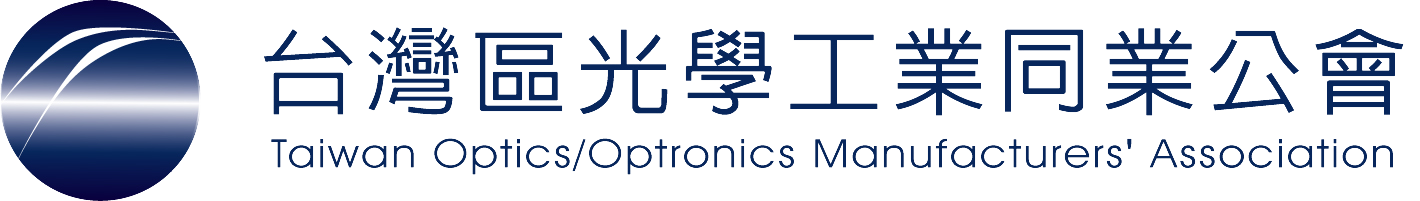 台灣區光學工業同業公會
Taiwan Optics/Optronics Manufacturers' Association